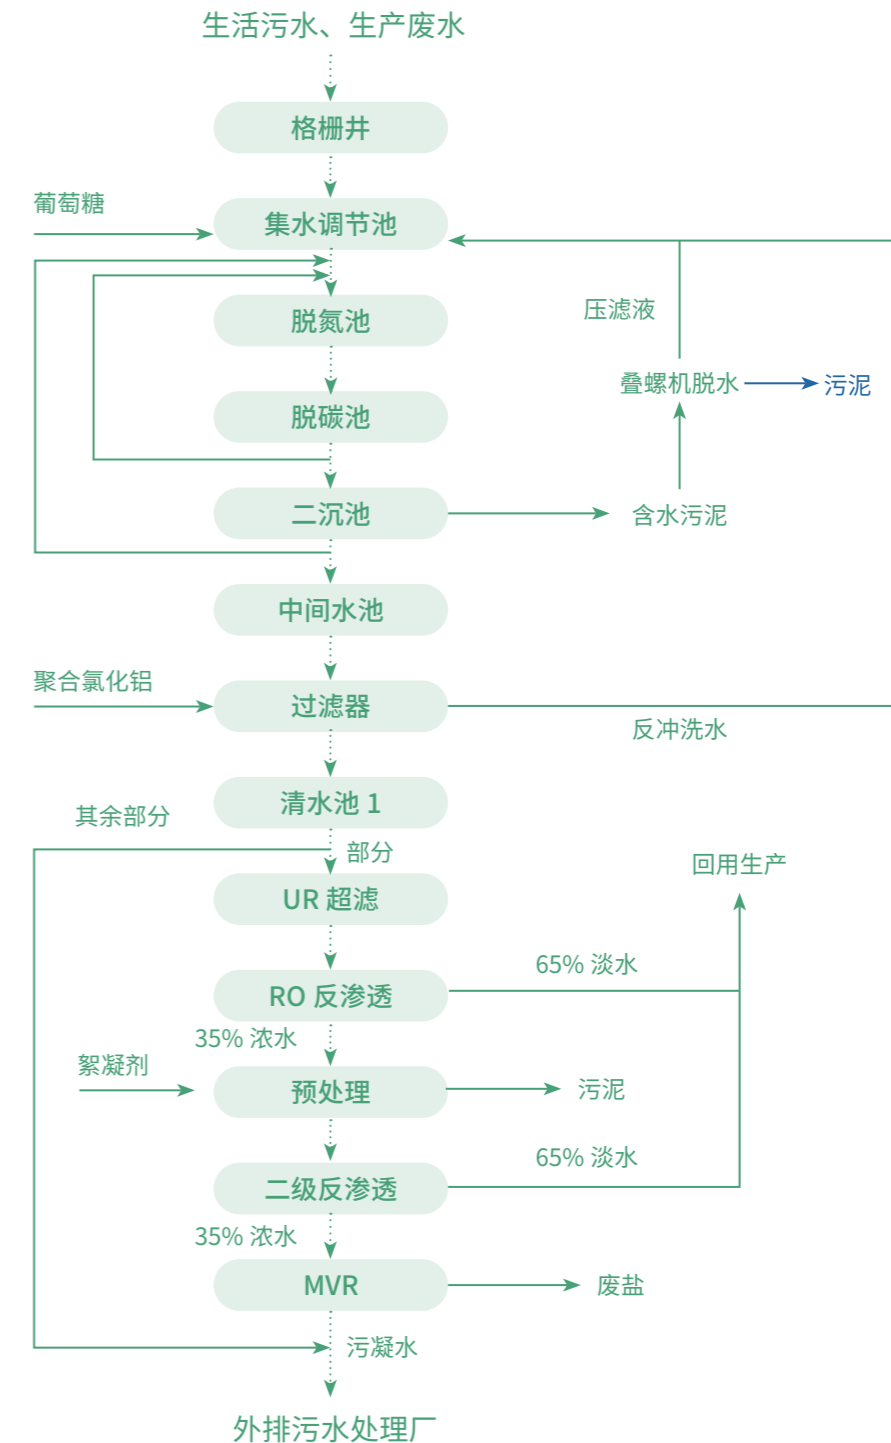 生活污水、生产废水
格栅井
葡萄糖
集水调节池
压滤液
脱氮池
叠螺机脱水
污泥
脱碳池
二沉池
含水污泥
中间水池
聚合氯化铝
过滤器
反冲洗水
清水池 1
其余部分
部分
回用生产
UR 超滤
65% 淡水
RO 反渗透
35% 浓水
絮凝剂
预处理
污泥
65% 淡水
二级反渗透
35% 浓水
MVR
废盐
污凝水
外排污水处理厂